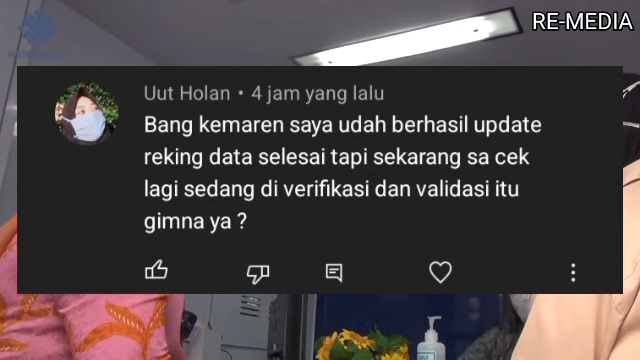 RE-MEDIA
Uut Holan • 4 jam yang lalu
Bang kemaren saya udah berhasil update
reking data selesai tapi sekarang sa cek
lagi sedang di verifikasi dan validasi itu
gimna ya ?